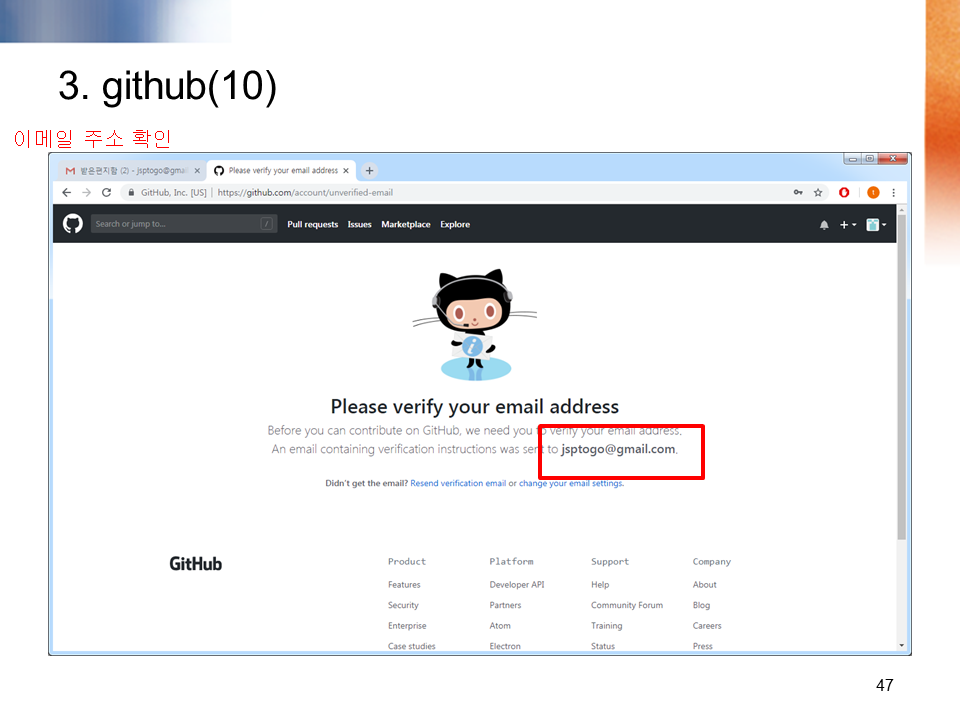 3. github(10)
이메일 주소 확인
받은편지함 (2) - jsptogo@gmai
Please verify your email address
GitHub, Inc. [US] | https://github.com/account/unverified-email
Search or jump to... /
Pull requests Issues Marketplace Explore
Please verify your email address
Before you can contribute on GitHub, we need you to verify your email address.
An email containing verification instructions was sent to jsptogo@gmail.com.
Didn't get the email? Resend verification email or change your email settings.
GitHub
Product Platform Support Company
Features Developer API Help About
Security Partners Community Forum Blog
Enterprise Atom Training Careers
Case studies Electron Status Press
47